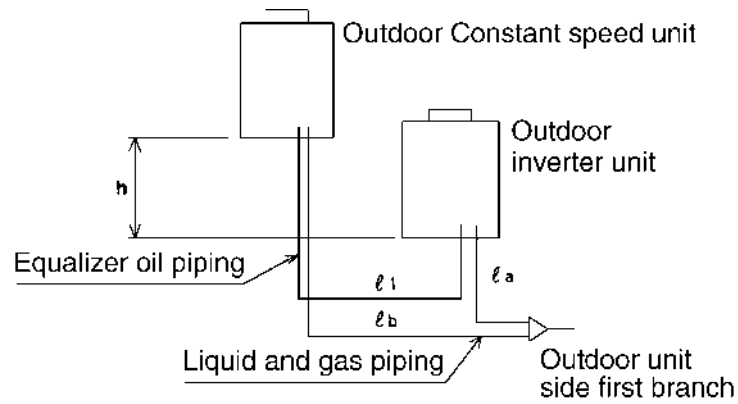 Outdoor Constant speed unit
Outdoor
inverter unit
h
Equalizer oil piping
ℓ1
ℓa
ℓb
Liquid and gas piping
Outdoor unit
side first branch